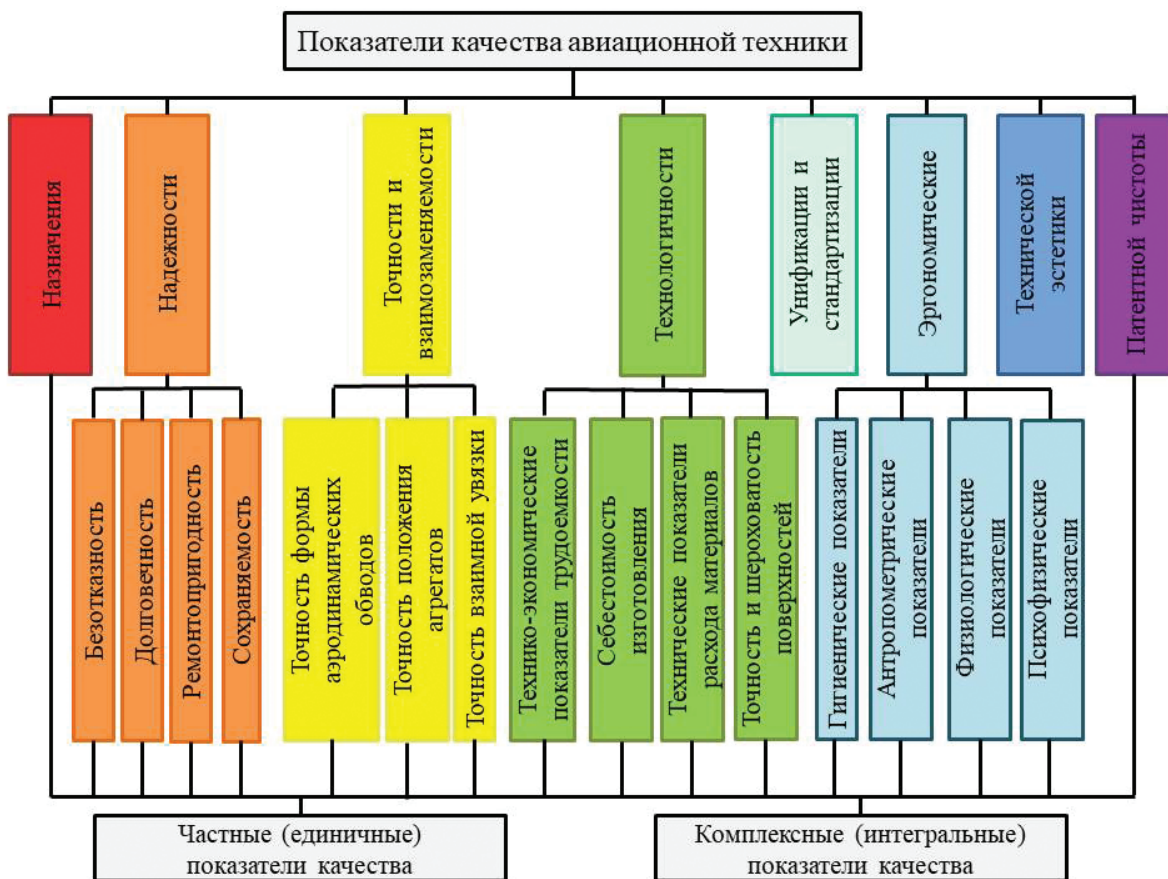 Показатели качества авиационной техники
Назначения
Надежности
Точности и
взаимозаменяемости
Технологичности
Унификации и
стандартизации
Эргономические
Технической
эстетики
Патентной чистоты
Безотказность
Долговечность
Ремонтопригодность
Сохраняемость
Точность формы
аэродинамических
обводов
Точность положения
агрегатов
Точность взаимной увязки
Технико-экономические
показатели трудоемкости
Себестоимость
изготовления
Технические показатели
расхода материалов
Точность и шероховатость
поверхностей
Гигиенические показатели
Антропометрические
показатели
Физиологические
показатели
Психофизические
показатели
Частные (единичные)
показатели качества
Комплексные (интегральные)
показатели качества